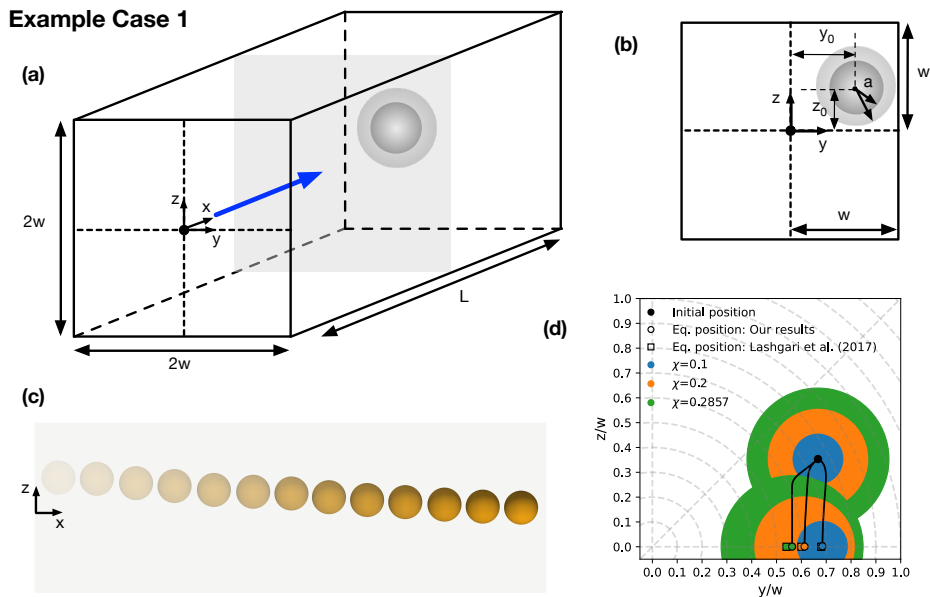 Example Case 1
(a)
2w
z
x
y
L
2w
(b)
y₀
w
a
z
z₀
y
w
(c)
z
x
(d)
1.0
0.9
0.8
0.7
0.6
0.5
0.4
0.3
0.2
0.1
0.0
z/w
Initial position
Eq. position: Our results
Eq. position: Lashgari et al. (2017)
χ=0.1
χ=0.2
χ=0.2857
0.0 0.1 0.2 0.3 0.4 0.5 0.6 0.7 0.8 0.9 1.0
y/w